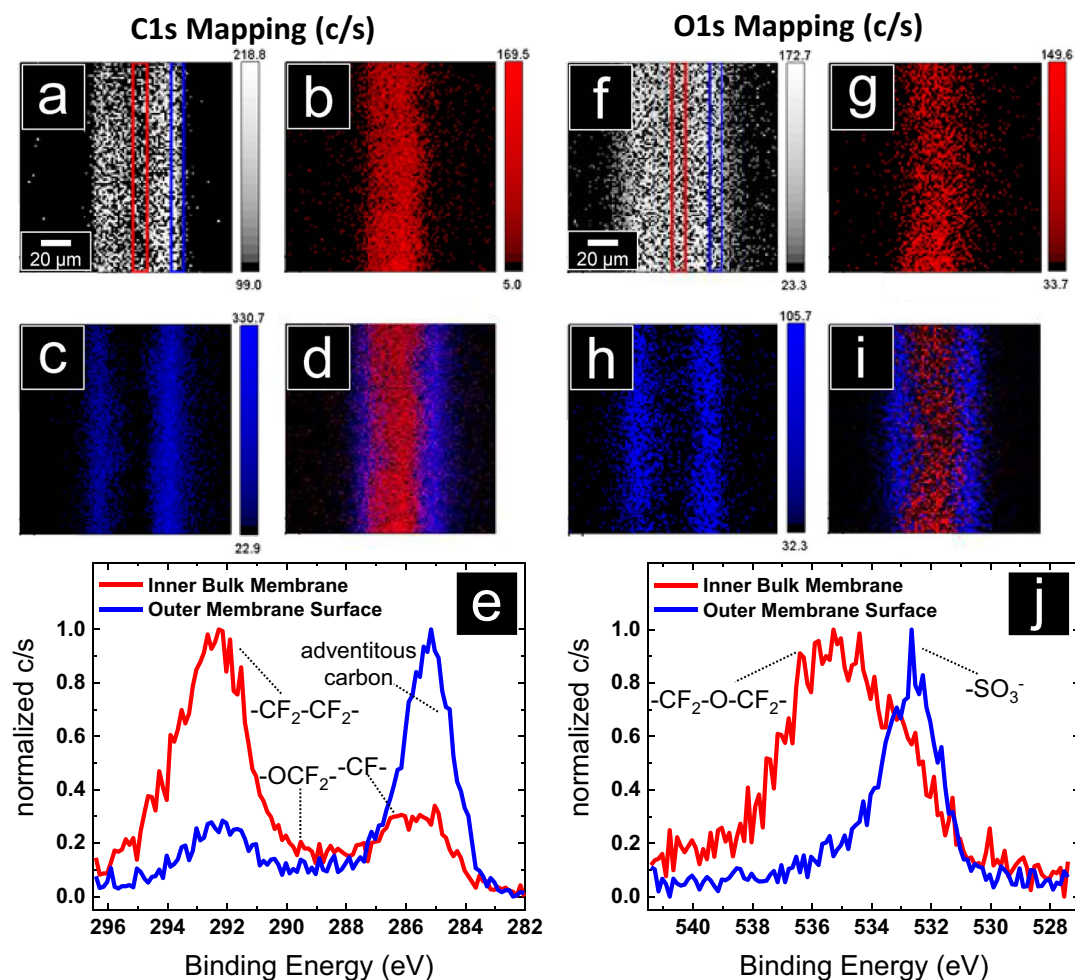 C1s Mapping (c/s)
O1s Mapping (c/s)
218.8
169.5
172.7
149.6
a
b
f
g
20 µm
20 µm
99.0
5.0
23.3
33.7
330.7
105.7
c
d
h
i
22.9
32.3
Inner Bulk Membrane
Outer Membrane Surface
e
Inner Bulk Membrane
Outer Membrane Surface
j
normalized c/s
1.0
0.8
0.6
0.4
0.2
0.0
adventitous
carbon
-CF2-CF2-
-OCF2-
-CF-
296 294 292 290 288 286 284 282
Binding Energy (eV)
normalized c/s
1.0
0.8
0.6
0.4
0.2
0.0
-CF2-O-CF2-
-SO3-
540 538 536 534 532 530 528
Binding Energy (eV)